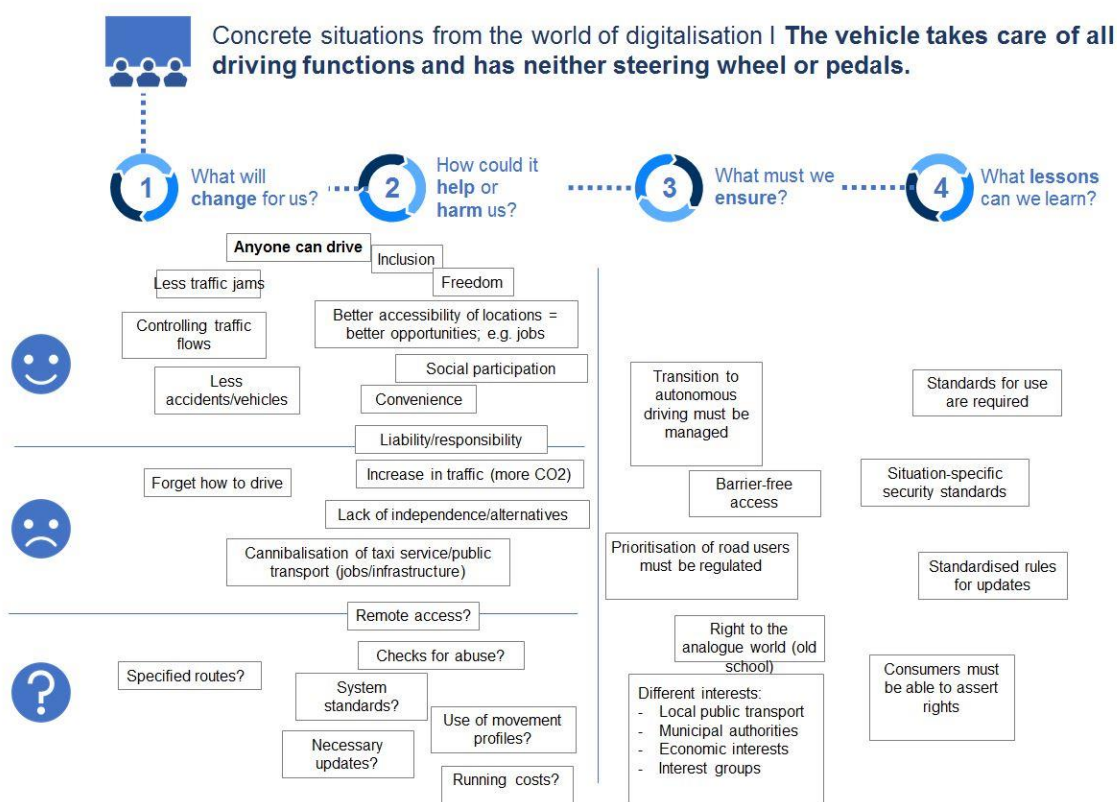 Concrete situations from the world of digitalisation I The vehicle takes care of all
driving functions and has neither steering wheel or pedals.
1
What will
change for us?
2
How could it
help or
harm us?
3
What must we
ensure?
4
What lessons
can we learn?
Anyone can drive
Inclusion
Less traffic jams
Freedom
Controlling traffic
flows
Better accessibility of locations =
better opportunities; e.g. jobs
Social participation
Less
accidents/vehicles
Convenience
Liability/responsibility
Increase in traffic (more CO2)
Forget how to drive
Lack of independence/alternatives
Cannibalisation of taxi service/public
transport (jobs/infrastructure)
Remote access?
Checks for abuse?
Specified routes?
System
standards?
Use of movement
profiles?
Necessary
updates?
Running costs?
?
Transition to
autonomous
driving must be
managed
Barrier-free
access
Prioritisation of road users
must be regulated
Right to the
analogue world (old
school)
Different interests:
- Local public transport
- Municipal authorities
- Economic interests
- Interest groups
Standards for use
are required
Situation-specific
security standards
Standardised rules
for updates
Consumers must
be able to assert
rights